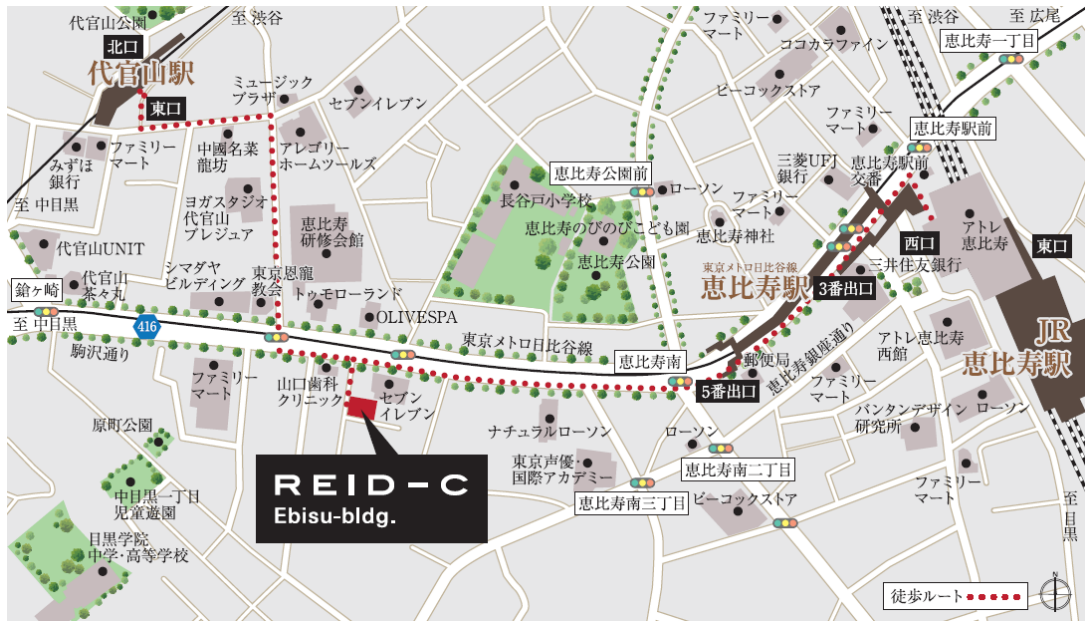 代官山公園
至 渋谷
北口
代官山駅
東口
ミュージック
プラザ
セブンイレブン
ファミリー
マート
ココカラファイン
至 渋谷
至 広尾
恵比寿一丁目
ピーコックストア
ファミリー
マート
恵比寿駅前
みずほ
銀行
ファミリー
マート
中國名菜
龍坊
アレゴリー
ホームツールズ
至 中目黒
ヨガスタジオ
代官山
プレジュア
恵比寿
研修会館
長谷戸小学校
恵比寿公園前
ローソン
三菱UFJ
銀行
恵比寿駅前
交番
ファミリー
マート
恵比寿神社
恵比寿のびのびこども園
恵比寿公園
西口
アトレ
恵比寿
東口
代官山UNIT
代官山
茶々丸
シマダヤ
ビルディング
東京恩寵
教会
トゥモローランド
OLIVESPA
東京メトロ日比谷線
恵比寿駅
3番出口
三井住友銀行
鎗ヶ崎
至 中目黒
416
駒沢通り
東京メトロ日比谷線
恵比寿南
郵便局
恵比寿銀座通り
アトレ恵比寿
西館
JR
恵比寿駅
5番出口
ファミリー
マート
山口歯科
クリニック
セブン
イレブン
ファミリー
マート
バンタンデザイン
研究所
ローソン
原町公園
ナチュラルローソン
ローソン
恵比寿南二丁目
東京声優・
国際アカデミー
恵比寿南三丁目
ピーコックストア
ファミリー
マート
至 目黒
REID-C
Ebisu-bldg.
中目黒一丁目
児童遊園
目黒学院
中学・高等学校
徒歩ルート
N